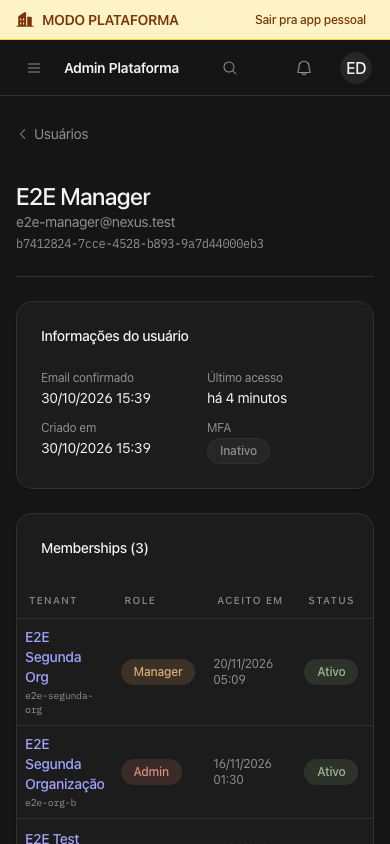 MODO PLATAFORMA
Sair pra app pessoal
Admin Plataforma
ED
Usuários
E2E Manager
e2e-manager@nexus.test
b7412824-7cce-4528-b893-9a7d44000eb3
Informações do usuário
Email confirmado
Último acesso
30/10/2026 15:39
há 4 minutos
Criado em
MFA
30/10/2026 15:39
Inativo
Memberships (3)
TENANT ROLE ACEITO EM STATUS
E2E
Segunda
Org
e2e-segunda-
org
Manager
20/11/2026
05:09
Ativo
E2E
Segunda
Organização
e2e-org-b
Admin
16/11/2026
01:30
Ativo
E2E Test